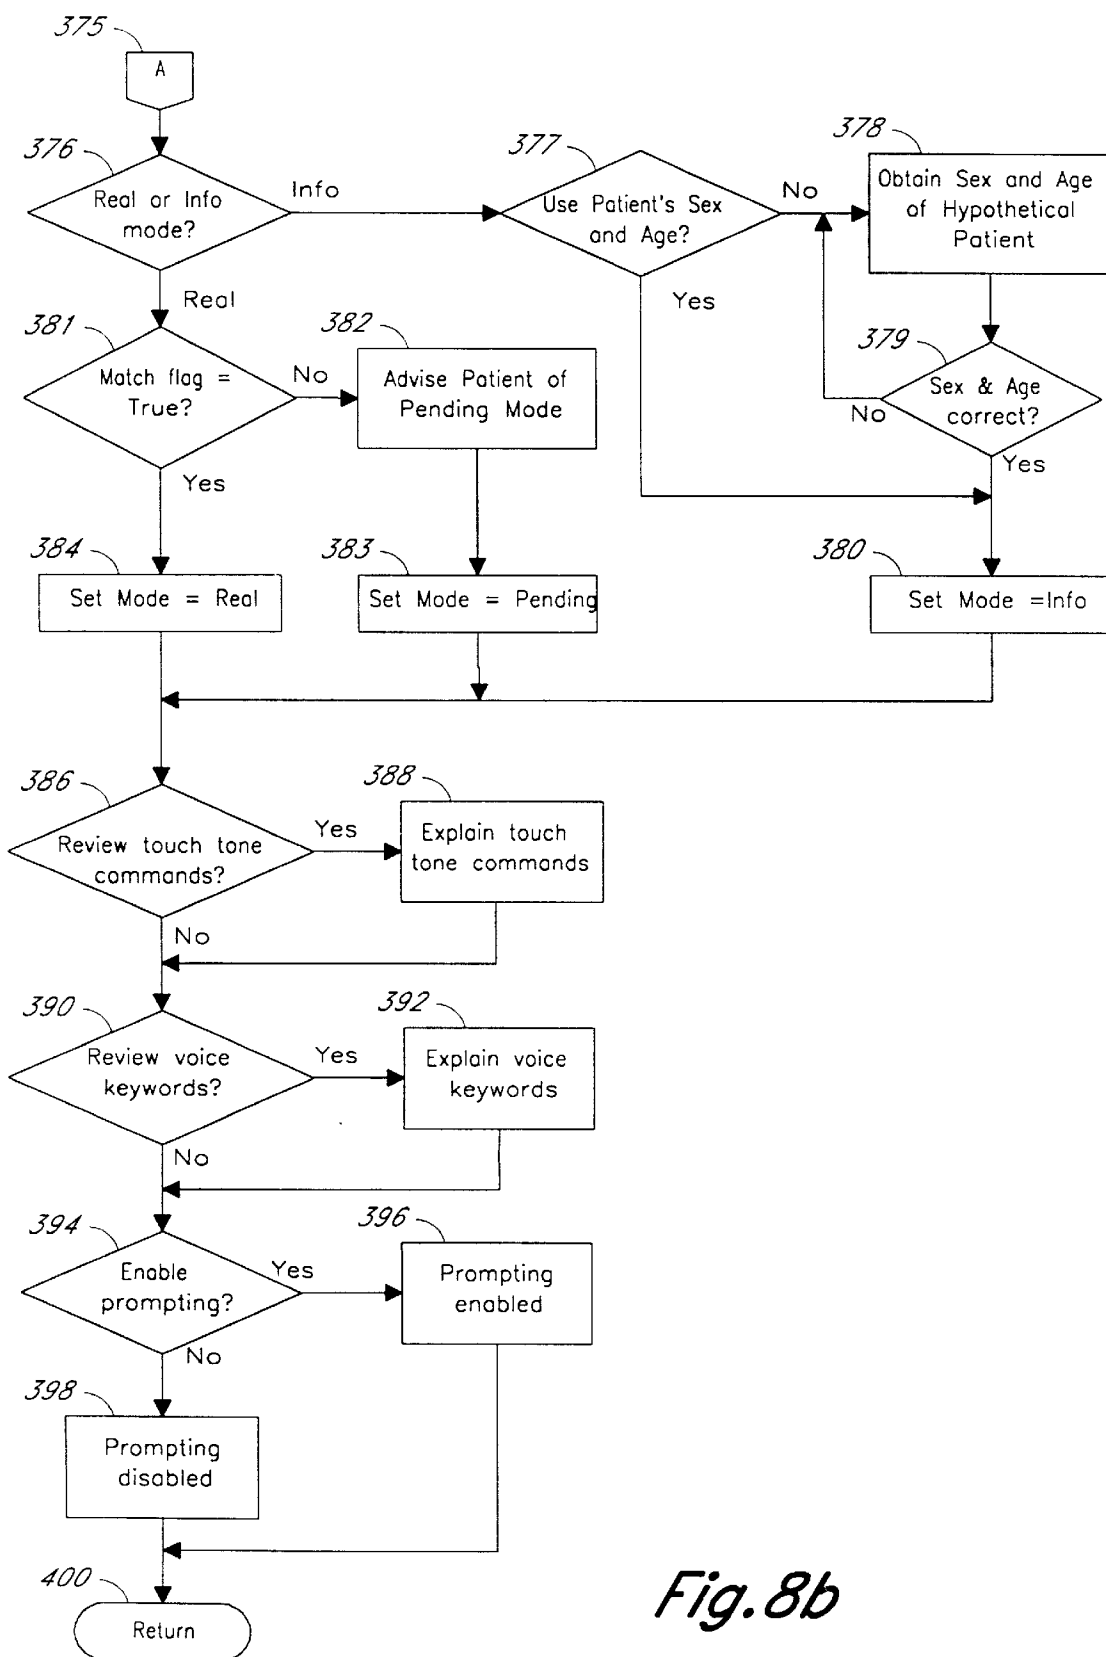 375
A
376
Real or Info
mode?
Info
377
Use Patient's Sex
and Age?
No
378
Obtain Sex and Age
of Hypothetical
Patient
Real
Yes
381
Match flag =
True?
No
382
Advise Patient of
Pending Mode
379
Sex & Age
correct?
No
Yes
Yes
384
Set Mode = Real
383
Set Mode = Pending
380
Set Mode =Info
386
Review touch tone
commands?
Yes
388
Explain touch
tone commands
No
390
Review voice
keywords?
Yes
392
Explain voice
keywords
No
394
Enable
prompting?
Yes
396
Prompting
enabled
No
398
Prompting
disabled
400
Return
Fig.8b